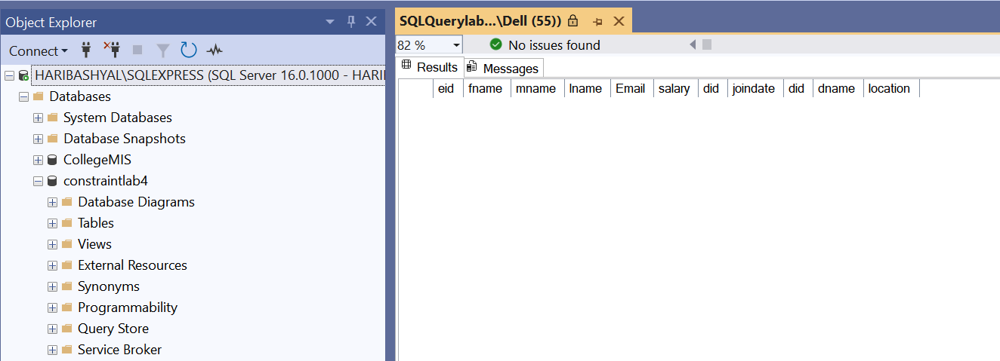 Object Explorer
Connect
HARIBASHYAL\SQLEXPRESS (SQL Server 16.0.1000 - HARI
Databases
System Databases
Database Snapshots
CollegeMIS
constraintlab4
Database Diagrams
Tables
Views
External Resources
Synonyms
Programmability
Query Store
Service Broker
SQLQuerylab...\Dell (55))
82 % No issues found
Results Messages
eid fname mname lname Email salary did joindate did dname location